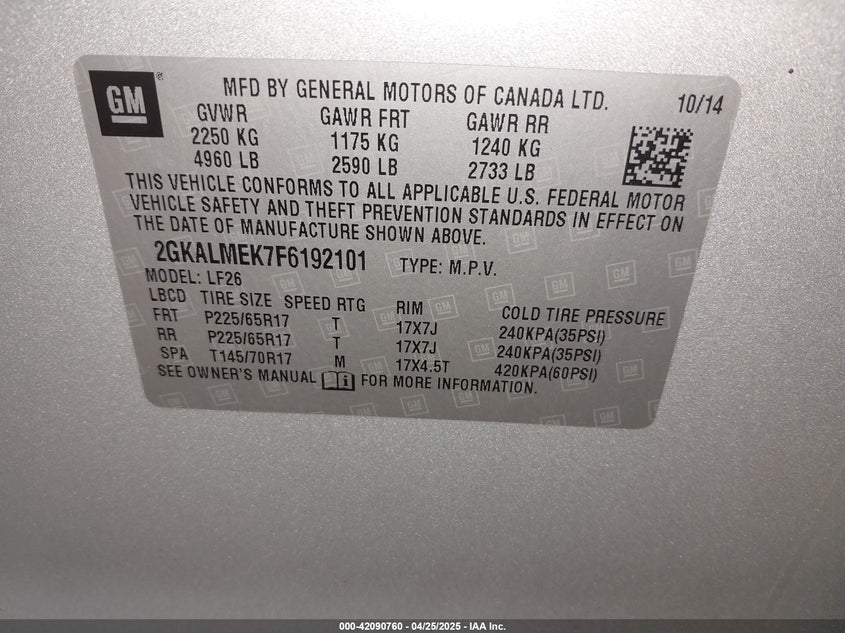 GM®
MFD BY GENERAL MOTORS OF CANADA LTD. 10/14
GVWR GAWR FRT GAWR RR
2250 KG 1175 KG 1240 KG
4960 LB 2590 LB 2733 LB
THIS VEHICLE CONFORMS TO ALL APPLICABLE U.S. FEDERAL MOTOR
VEHICLE SAFETY AND THEFT PREVENTION STANDARDS IN EFFECT ON
THE DATE OF MANUFACTURE SHOWN ABOVE.
2GKALMEK7F6192101 TYPE: M.P.V.
MODEL: LF26
LBCD TIRE SIZE SPEED RTG RIM COLD TIRE PRESSURE
FRT P225/65R17 T 17X7J 240KPA(35PSI)
RR P225/65R17 T 17X7J 240KPA(35PSI)
SPA T145/70R17 M 17X4.5T 420KPA(60PSI)
SEE OWNER'S MANUAL FOR MORE INFORMATION.
000-42090760 - 04/25/2025 - IAA Inc.